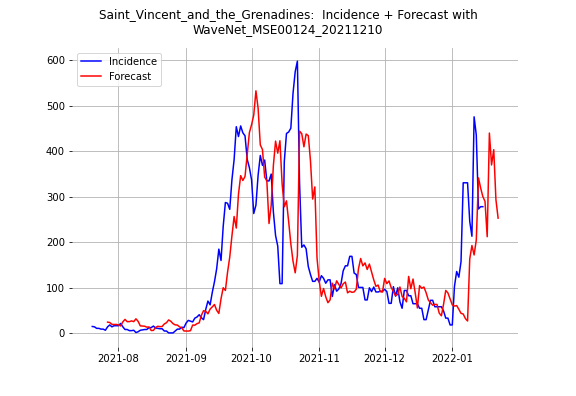 Saint_Vincent_and_the_Grenadines:  Incidence + Forecast with
WaveNet_MSE00124_20211210
Incidence
Forecast
600
500
400
300
200
100
0
2021-08 2021-09 2021-10 2021-11 2021-12 2022-01